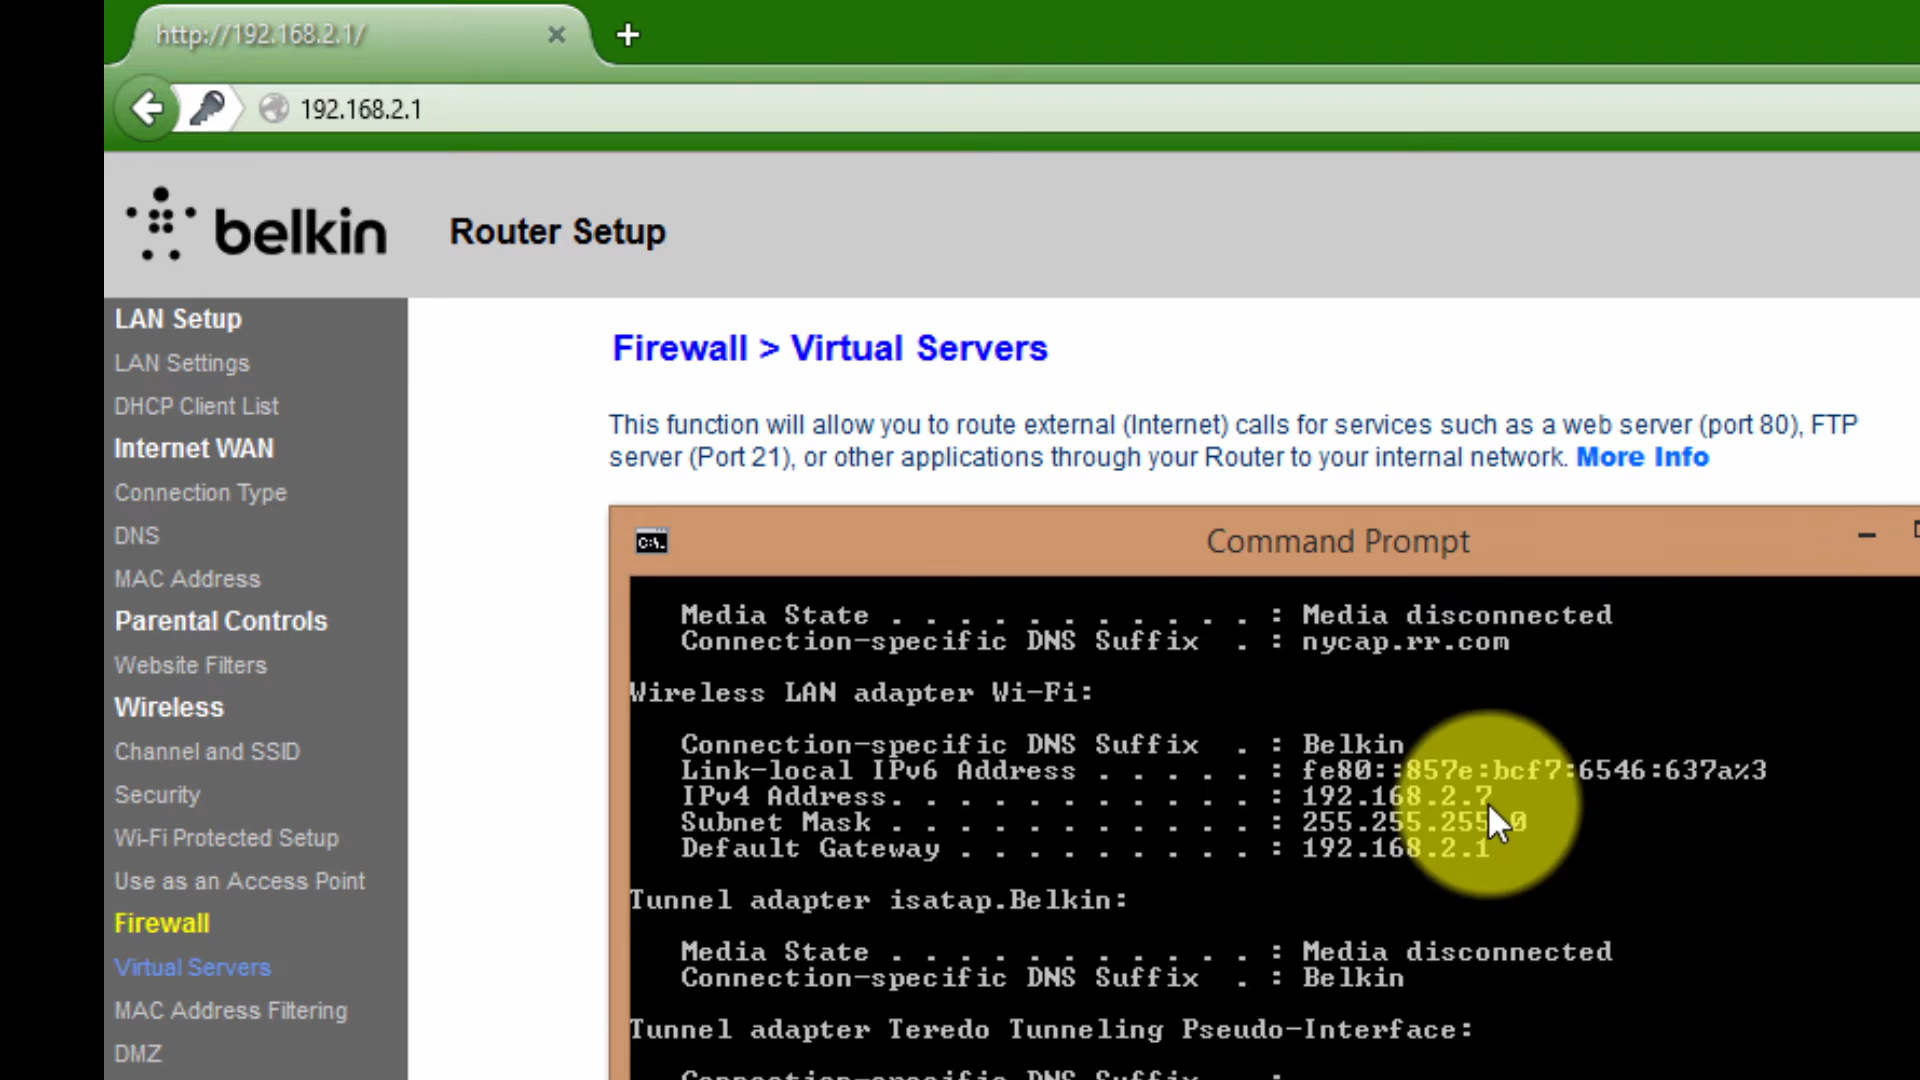 http://192.168.2.1/
192.168.2.1
belkin
Router Setup
LAN Setup
LAN Settings
DHCP Client List
Internet WAN
Connection Type
DNS
MAC Address
Parental Controls
Website Filters
Wireless
Channel and SSID
Security
Wi-Fi Protected Setup
Use as an Access Point
Firewall
Virtual Servers
MAC Address Filtering
DMZ
Firewall > Virtual Servers
This function will allow you to route external (Internet) calls for services such as a web server (port 80), FTP
server (Port 21), or other applications through your Router to your internal network. More Info
C:\.
Command Prompt
Media State . . . . . . . . . . . : Media disconnected
Connection-specific DNS Suffix . : nycap.rr.com
Wireless LAN adapter Wi-Fi:
Connection-specific DNS Suffix . : Belkin
Link-local IPv6 Address . . . . . : fe80::857e:bcf7:6546:637a%3
IPv4 Address. . . . . . . . . . . : 192.168.2.7
Subnet Mask . . . . . . . . . . . : 255.255.255.0
Default Gateway . . . . . . . . . : 192.168.2.1
Tunnel adapter isatap.Belkin:
Media State . . . . . . . . . . . : Media disconnected
Connection-specific DNS Suffix . : Belkin
Tunnel adapter Teredo Tunneling Pseudo-Interface:
Connection-specific DNS Suffix . :